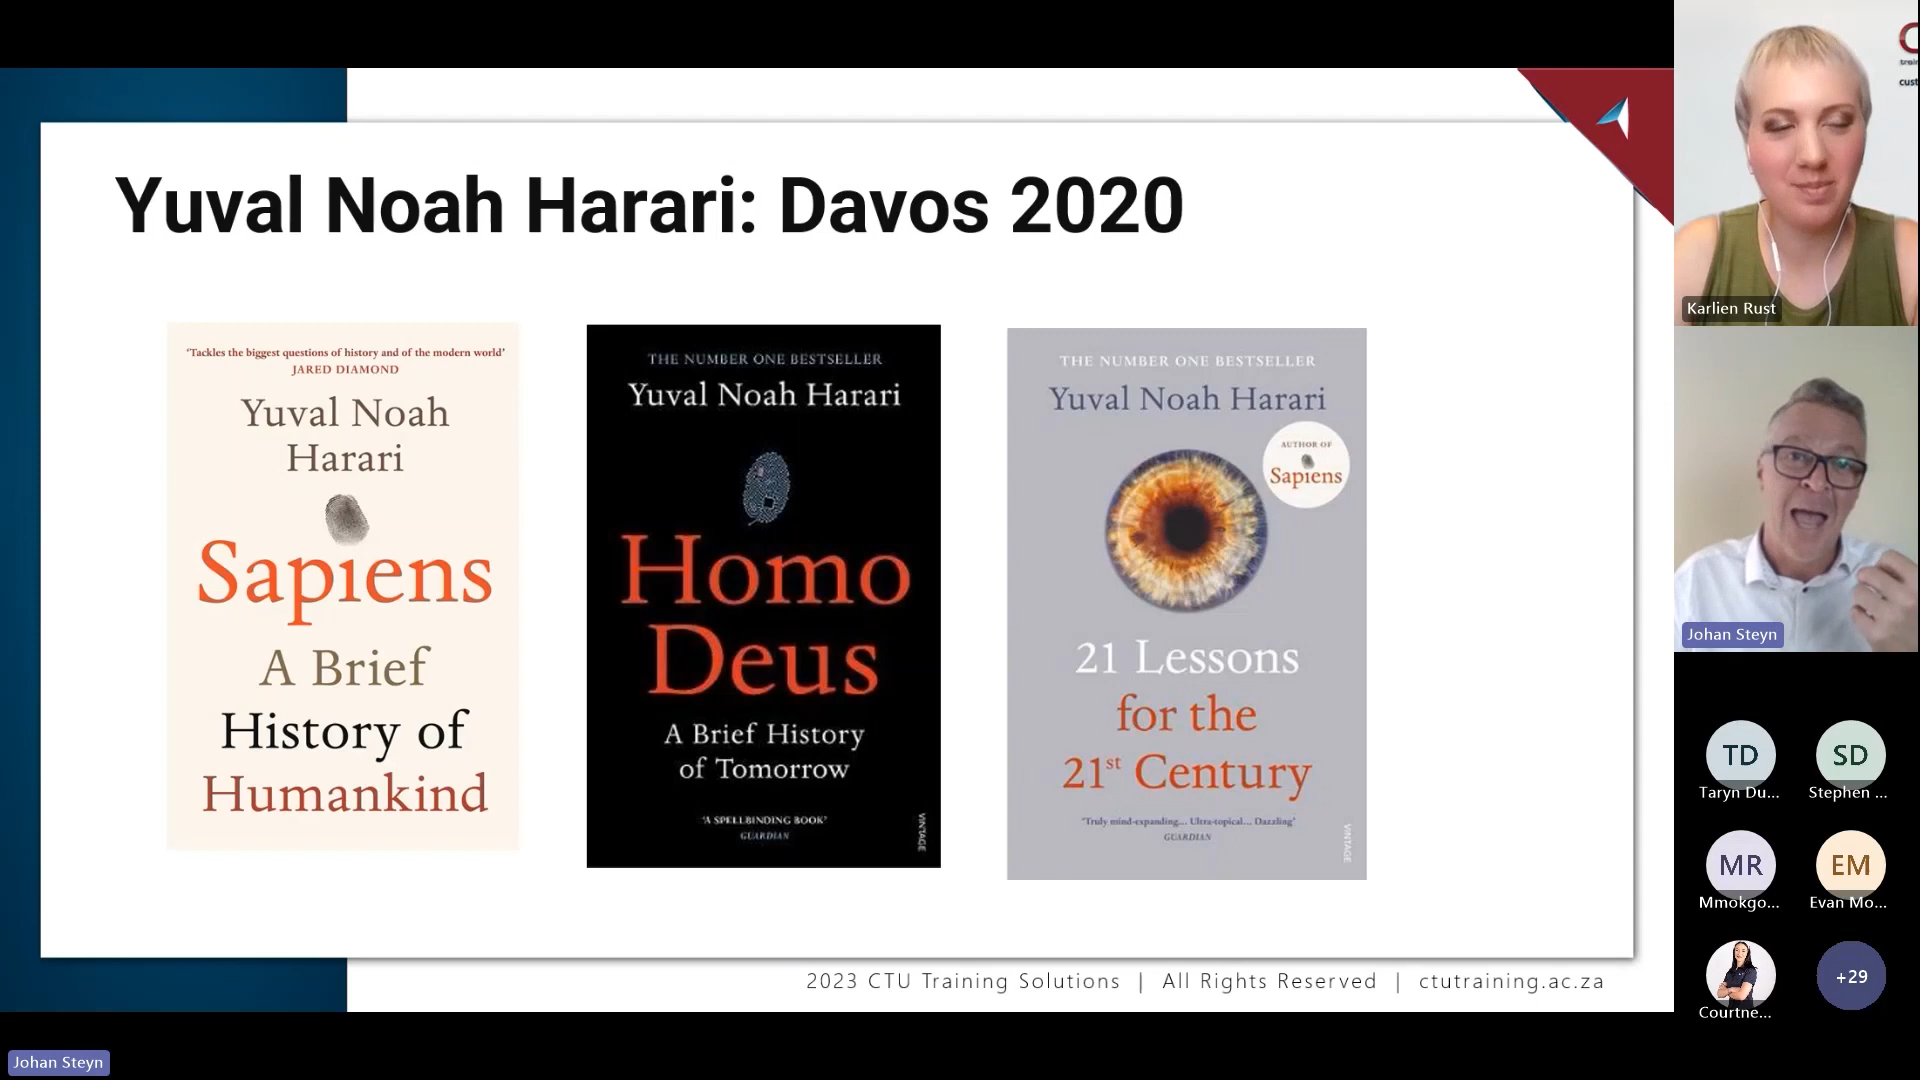 Yuval Noah Harari: Davos 2020
‘Tackles the biggest questions of history and of the modern world’
JARED DIAMOND
Yuval Noah
Harari
Sapiens
A Brief
History of
Humankind
THE NUMBER ONE BESTSELLER
Yuval Noah Harari
Homo
Deus
A Brief History
of Tomorrow
‘A SPELLBINDING BOOK’
GUARDIAN
VINTAGE
THE NUMBER ONE BESTSELLER
Yuval Noah Harari
AUTHOR OF
Sapiens
21 Lessons
for the
21st Century
‘Truly mind-expanding... Ultra-topical... Dazzling’
GUARDIAN
VINTAGE
2023 CTU Training Solutions | All Rights Reserved | ctutraining.ac.za
Johan Steyn
cust
Karlien Rust
Johan Steyn
TD
Taryn Du...
SD
Stephen ...
MR
Mmokgo...
EM
Evan Mo...
Courtne...
+29